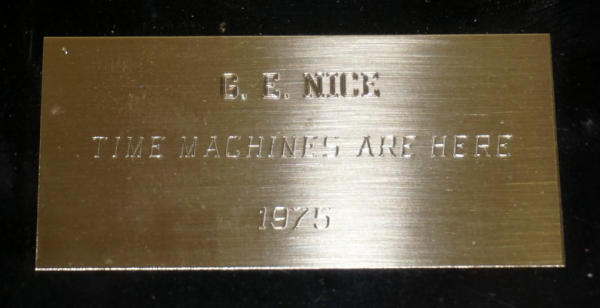 G. E. NICE
TIME MACHINES ARE HERE
1975